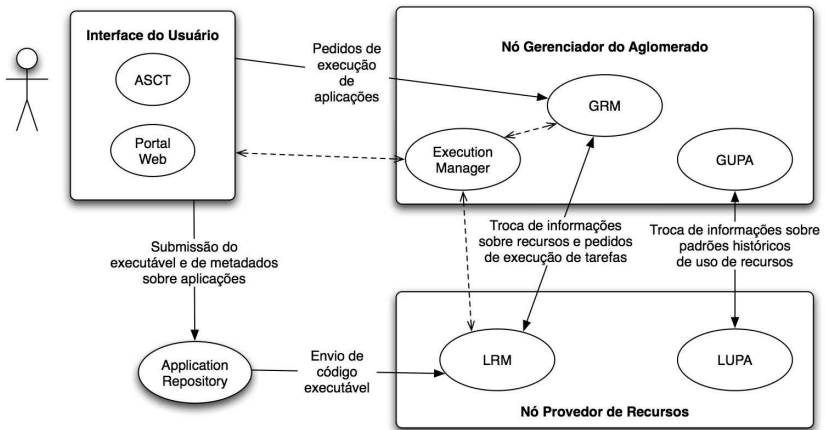 Interface do Usuário
ASCT
Portal
Web
Pedidos de
execução
de
aplicações
Nó Gerenciador do Aglomerado
GRM
Execution
Manager
GUPA
Submissão do
executável e de metadados
sobre aplicações
Troca de informações
sobre recursos e pedidos
de execução de tarefas
Troca de informações sobre
padrões históricos
de uso de recursos
Application
Repository
Envio de
código
executável
LRM
LUPA
Nó Provedor de Recursos